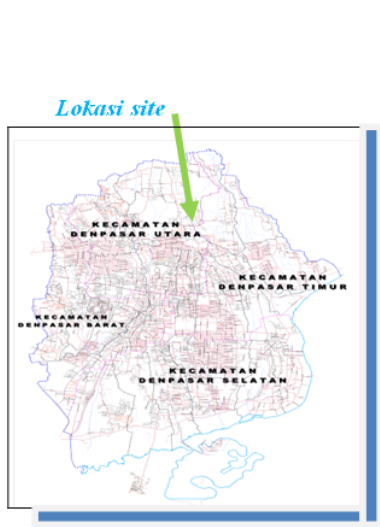 Lokasi site
KECAMATAN
DENPASAR UTARA
KECAMATAN
DENPASAR TIMUR
KECAMATAN
DENPASAR BARAT
KECAMATAN
DENPASAR SELATAN